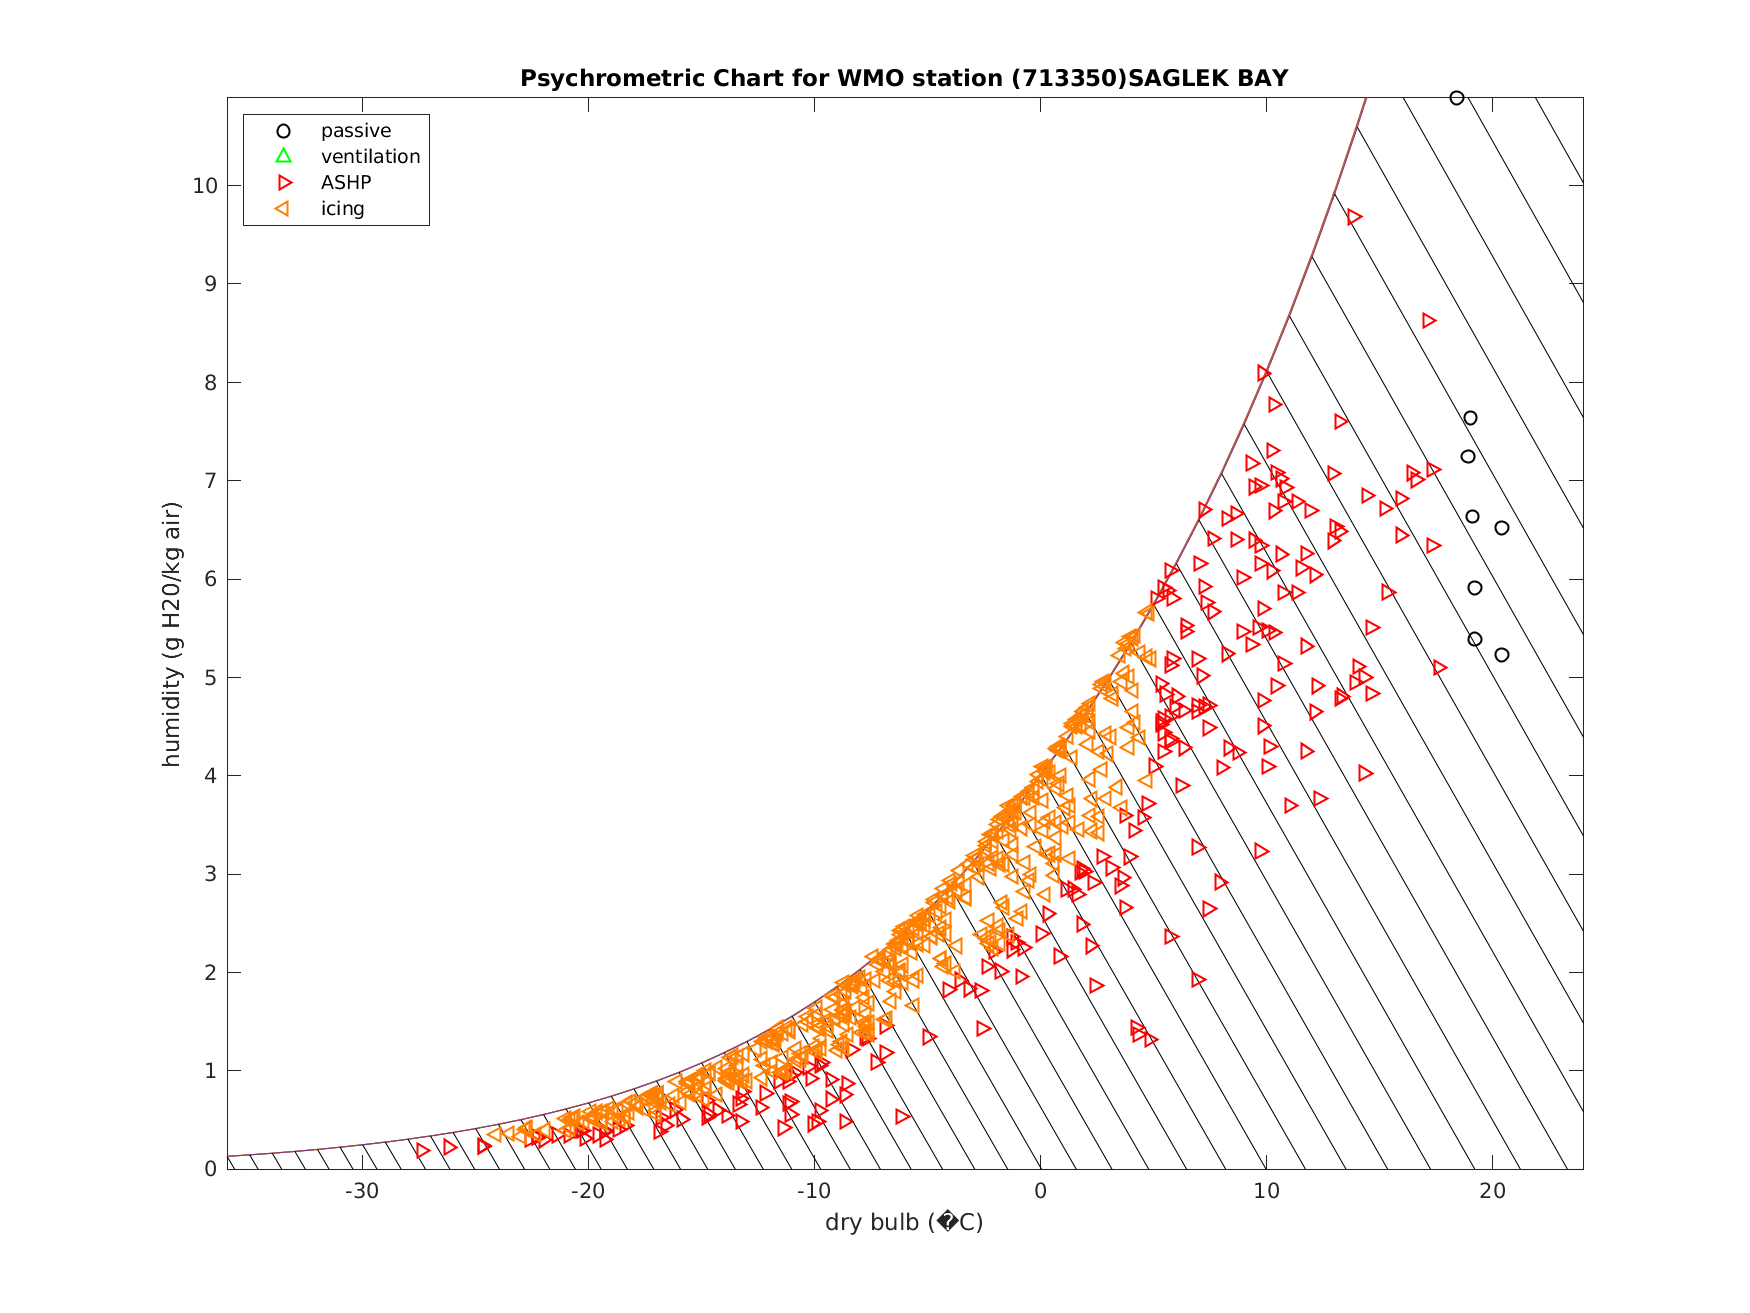 Psychrometric Chart for WMO station (713350)SAGLEK BAY
passive
ventilation
ASHP
icing
10
9
8
7
6
5
4
3
2
1
0
humidity (g H20/kg air)
-30
-20
-10
0
10
20
dry bulb (�C)